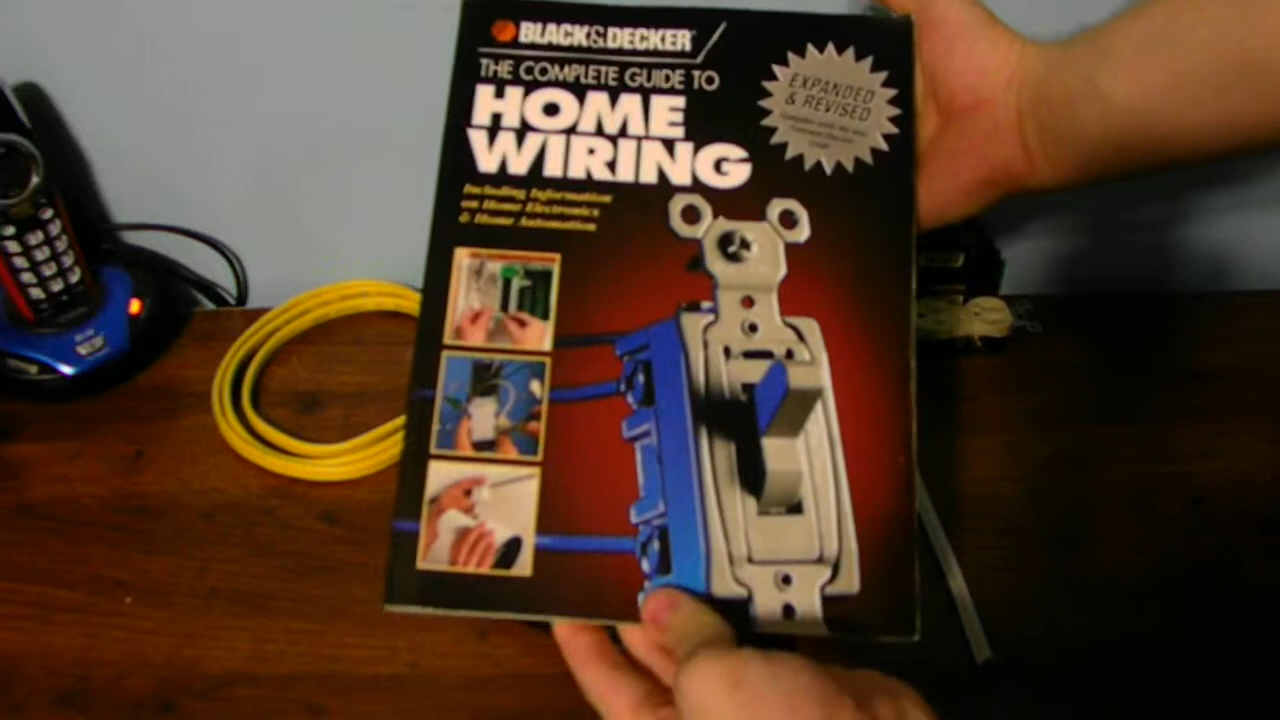 BLACK&DECKER
THE COMPLETE GUIDE TO
HOME
WIRING
EXPANDED
& REVISED
Including Information
on Home Electronics
& Home Automation